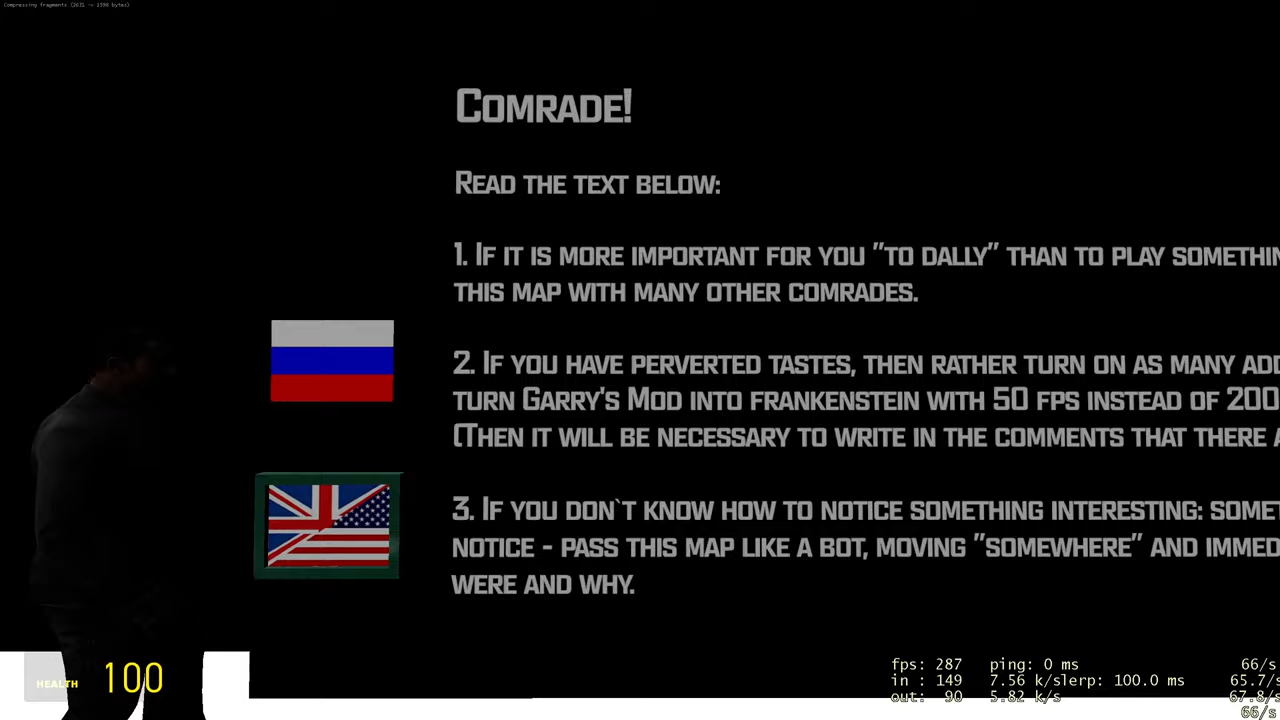 Compressing fragments (2631 -> 1398 bytes)
COMRADE!
READ THE TEXT BELOW:
1. IF IT IS MORE IMPORTANT FOR YOU "TO DALLY" THAN TO PLAY
THIS MAP WITH MANY OTHER COMRADES.
2. IF YOU HAVE PERVERTED TASTES, THEN RATHER TURN ON AS MANY
TURN GARRY'S MOD INTO FRANKENSTEIN WITH 50 FPS INSTEAD OF 200
(THEN IT WILL BE NECESSARY TO WRITE IN THE COMMENTS THAT THERE
3. IF YOU DON`T KNOW HOW TO NOTICE SOMETHING INTERESTING:
NOTICE - PASS THIS MAP LIKE A BOT, MOVING "SOMEWHERE" AND
WERE AND WHY.
HEALTH 100
fps: 287 ping: 0 ms 66/s
in : 149 7.56 k/s lerp: 100.0 ms 65.7/s
out: 90 5.82 k/s 67.8/s
66/s